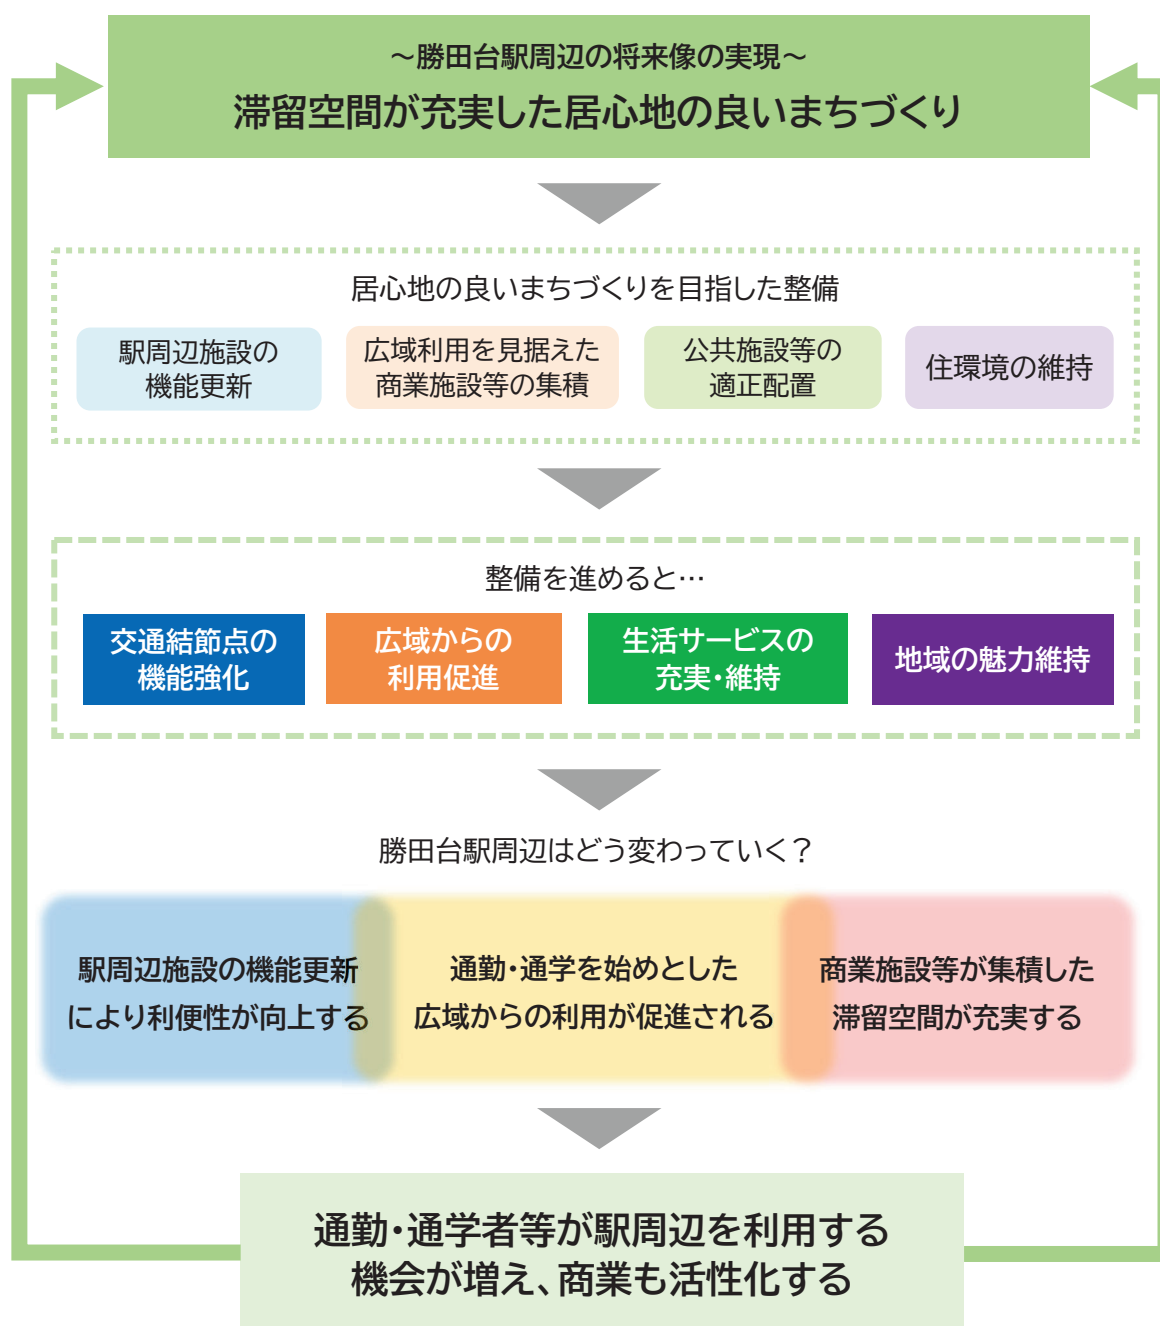 ～勝田台駅周辺の将来像の実現～
滞留空間が充実した居心地の良いまちづくり
居心地の良いまちづくりを目指した整備
駅周辺施設の
機能更新
広域利用を見据えた
商業施設等の集積
公共施設等の
適正配置
住環境の維持
整備を進めると…
交通結節点の
機能強化
広域からの
利用促進
生活サービスの
充実・維持
地域の魅力維持
勝田台駅周辺はどう変わっていく？
駅周辺施設の機能更新
により利便性が向上する
通勤・通学を始めとした
広域からの利用が促進される
商業施設等が集積した
滞留空間が充実する
通勤・通学者等が駅周辺を利用する
機会が増え、商業も活性化する